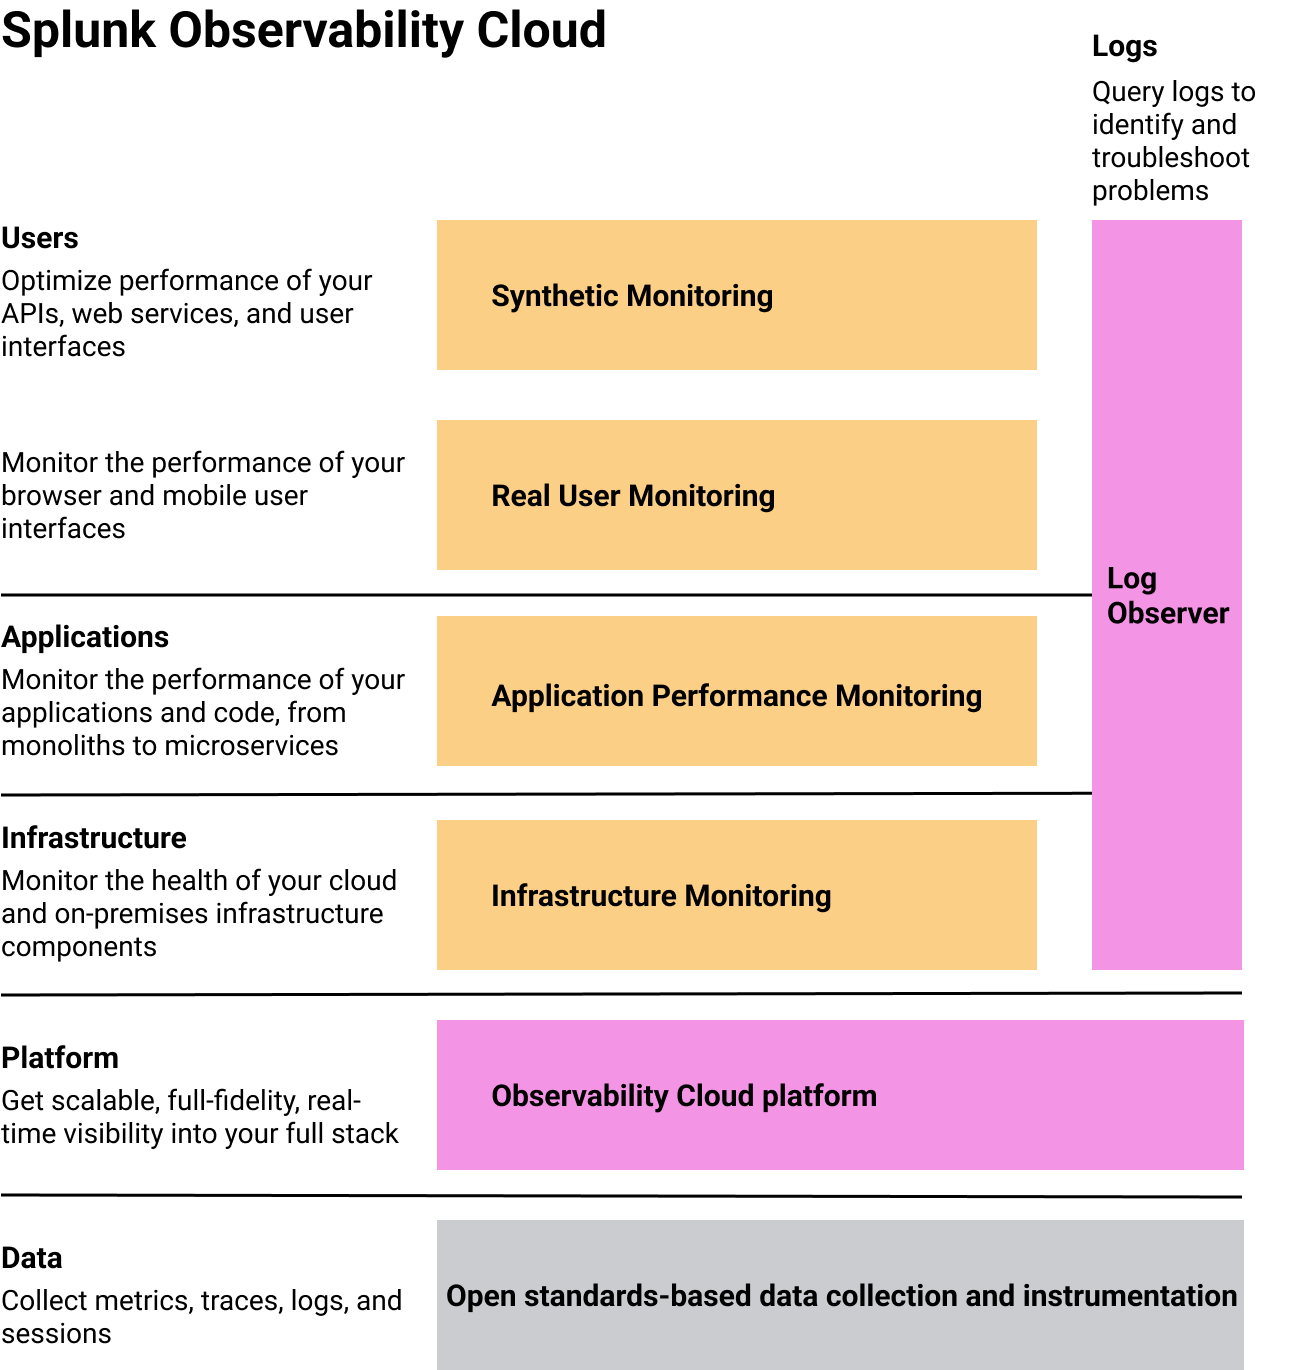 Splunk Observability Cloud
Logs
Query logs to
identify and
troubleshoot
problems
Users
Optimize performance of your
APIs, web services, and user
interfaces
Synthetic Monitoring
Monitor the performance of your
browser and mobile user
interfaces
Real User Monitoring
Log
Observer
Applications
Monitor the performance of your
applications and code, from
monoliths to microservices
Application Performance Monitoring
Infrastructure
Monitor the health of your cloud
and on-premises infrastructure
components
Infrastructure Monitoring
Platform
Get scalable, full-fidelity, real-
time visibility into your full stack
Observability Cloud platform
Data
Collect metrics, traces, logs, and
sessions
Open standards-based data collection and instrumentation